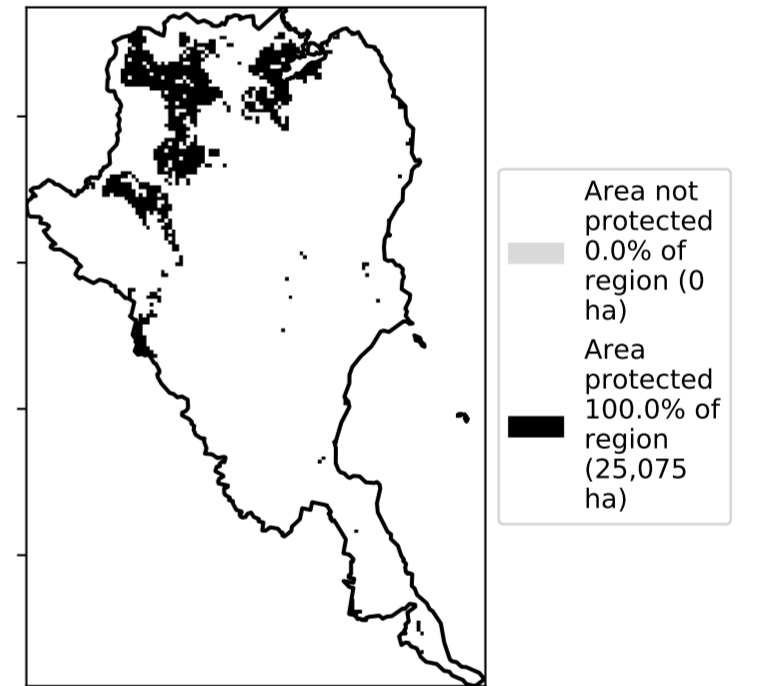 Area not
protected
0.0% of
region (0
ha)
Area
protected
100.0% of
region
(25,075
ha)